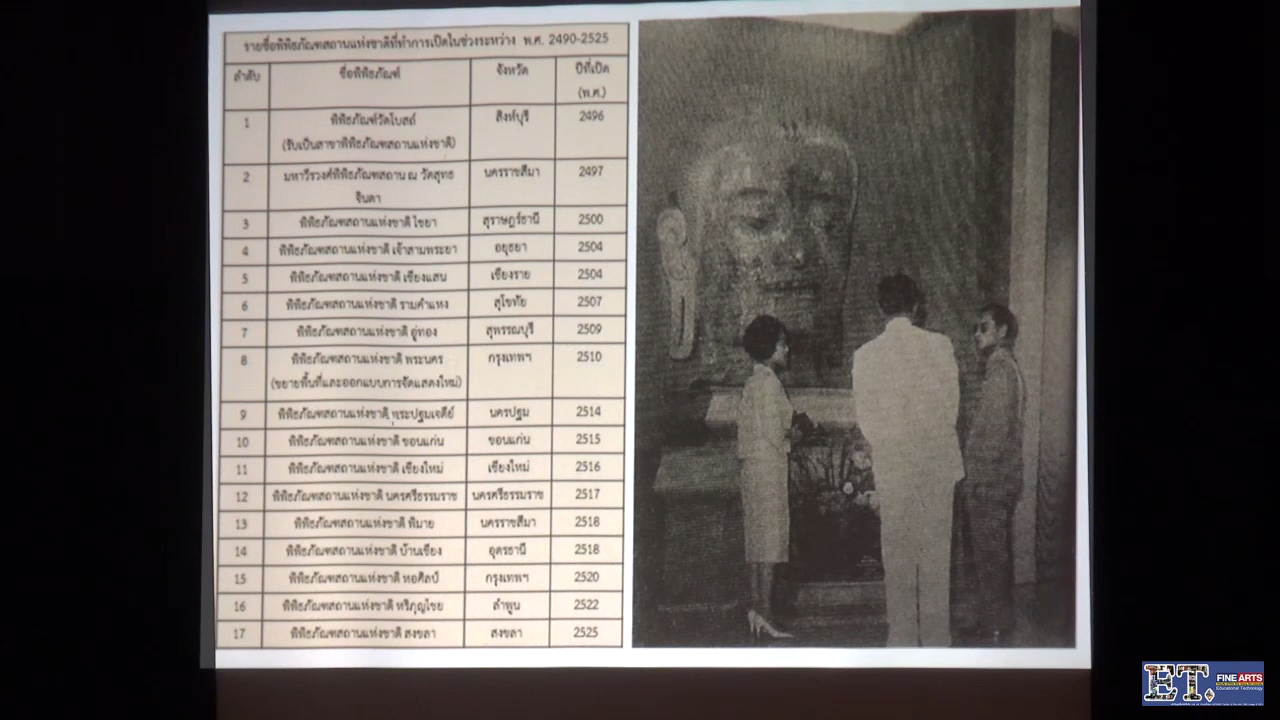 รายชื่อพิพิธภัณฑสถานแห่งชาติที่ทำการเปิดในช่วงระหว่าง พ.ศ. 2490-2525
ลำดับ ชื่อพิพิธภัณฑ์ จังหวัด ปีที่เปิด
(พ.ศ.)
1 พิพิธภัณฑ์วัดโบสถ์ สิงห์บุรี 2496
(รับเป็นสาขาพิพิธภัณฑสถานแห่งชาติ)
2 มหาวีรวงศ์พิพิธภัณฑสถาน ณ วัดสุทธ นครราชสีมา 2497
จินดา
3 พิพิธภัณฑสถานแห่งชาติ ไชยา สุราษฎร์ธานี 2500
4 พิพิธภัณฑสถานแห่งชาติ เจ้าสามพระยา อยุธยา 2504
5 พิพิธภัณฑสถานแห่งชาติ เชียงแสน เชียงราย 2504
6 พิพิธภัณฑสถานแห่งชาติ รามคำแหง สุโขทัย 2507
7 พิพิธภัณฑสถานแห่งชาติ อู่ทอง สุพรรณบุรี 2509
8 พิพิธภัณฑสถานแห่งชาติ พระนคร กรุงเทพฯ 2510
(ขยายพื้นที่และออกแบบการจัดแสดงใหม่)
9 พิพิธภัณฑสถานแห่งชาติ พระปฐมเจดีย์ นครปฐม 2514
10 พิพิธภัณฑสถานแห่งชาติ ขอนแก่น ขอนแก่น 2515
11 พิพิธภัณฑสถานแห่งชาติ เชียงใหม่ เชียงใหม่ 2516
12 พิพิธภัณฑสถานแห่งชาติ นครศรีธรรมราช นครศรีธรรมราช 2517
13 พิพิธภัณฑสถานแห่งชาติ พิมาย นครราชสีมา 2518
14 พิพิธภัณฑสถานแห่งชาติ บ้านเชียง อุดรธานี 2518
15 พิพิธภัณฑสถานแห่งชาติ หอศิลป์ กรุงเทพฯ 2520
16 พิพิธภัณฑสถานแห่งชาติ หริภุญไชย ลำพูน 2522
17 พิพิธภัณฑสถานแห่งชาติ สงขลา สงขลา 2525
ET.
FINE ARTS
Educational Technology